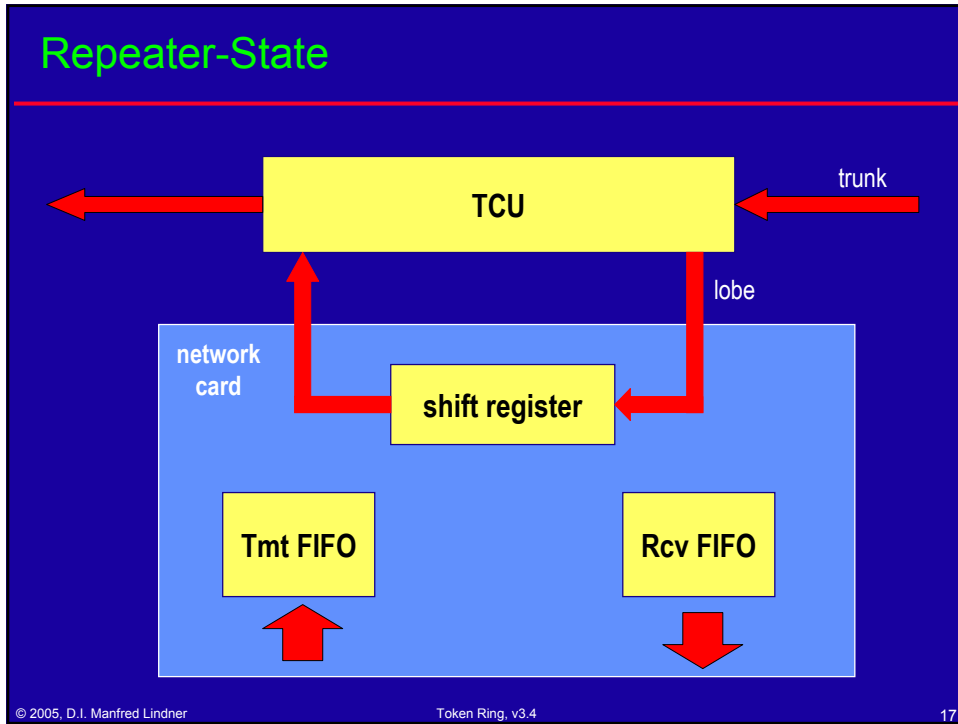 Repeater-State
trunk
TCU
lobe
network
card
shift register
Tmt FIFO
Rcv FIFO
© 2005, D.I. Manfred Lindner
Token Ring, v3.4
17